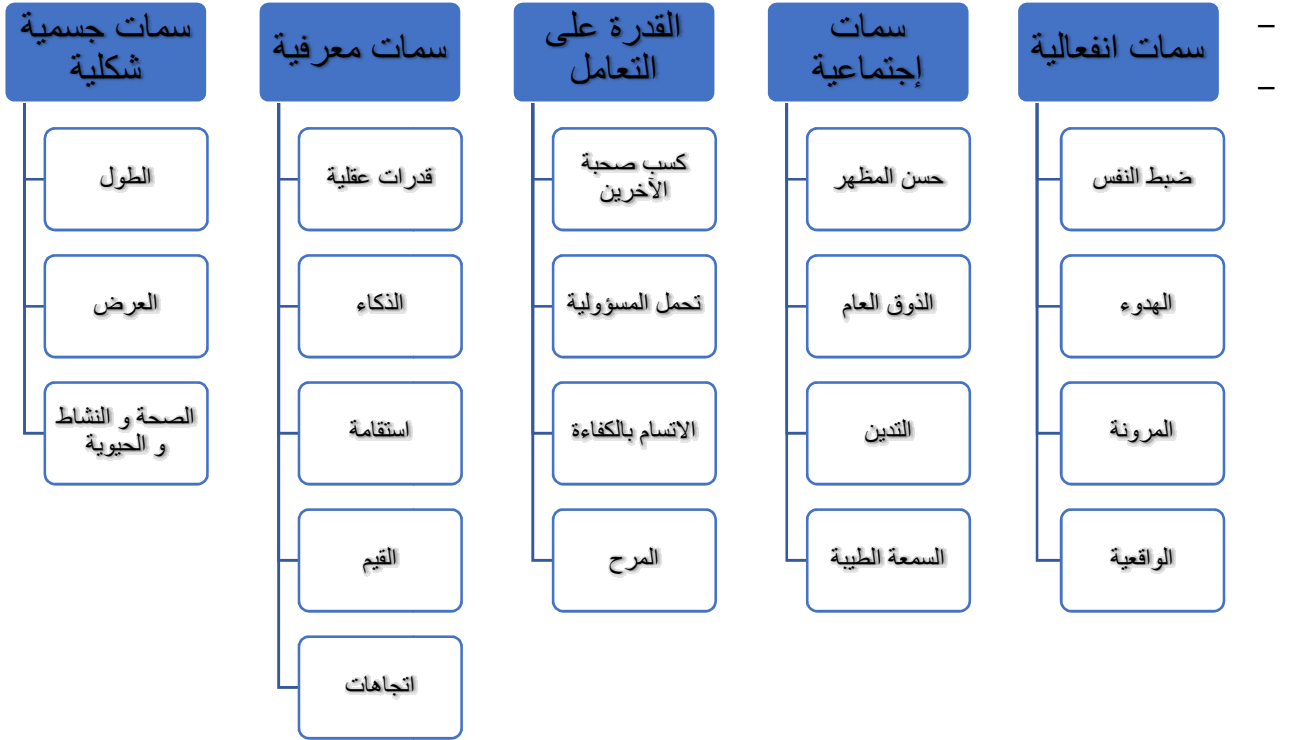 –
–
سمات انفعالية
ضبط النفس
الهدوء
المرونة
الواقعية
سمات
إجتماعية
حسن المظهر
الذوق العام
التدين
السمعة الطيبة
القدرة على
التعامل
كسب صحبة
الآخرين
تحمل المسؤولية
الاتسام بالكفاءة
المرح
سمات معرفية
قدرات عقلية
الذكاء
استقامة
القيم
اتجاهات
سمات جسمية
شكلية
الطول
العرض
الصحة و النشاط
و الحيوية